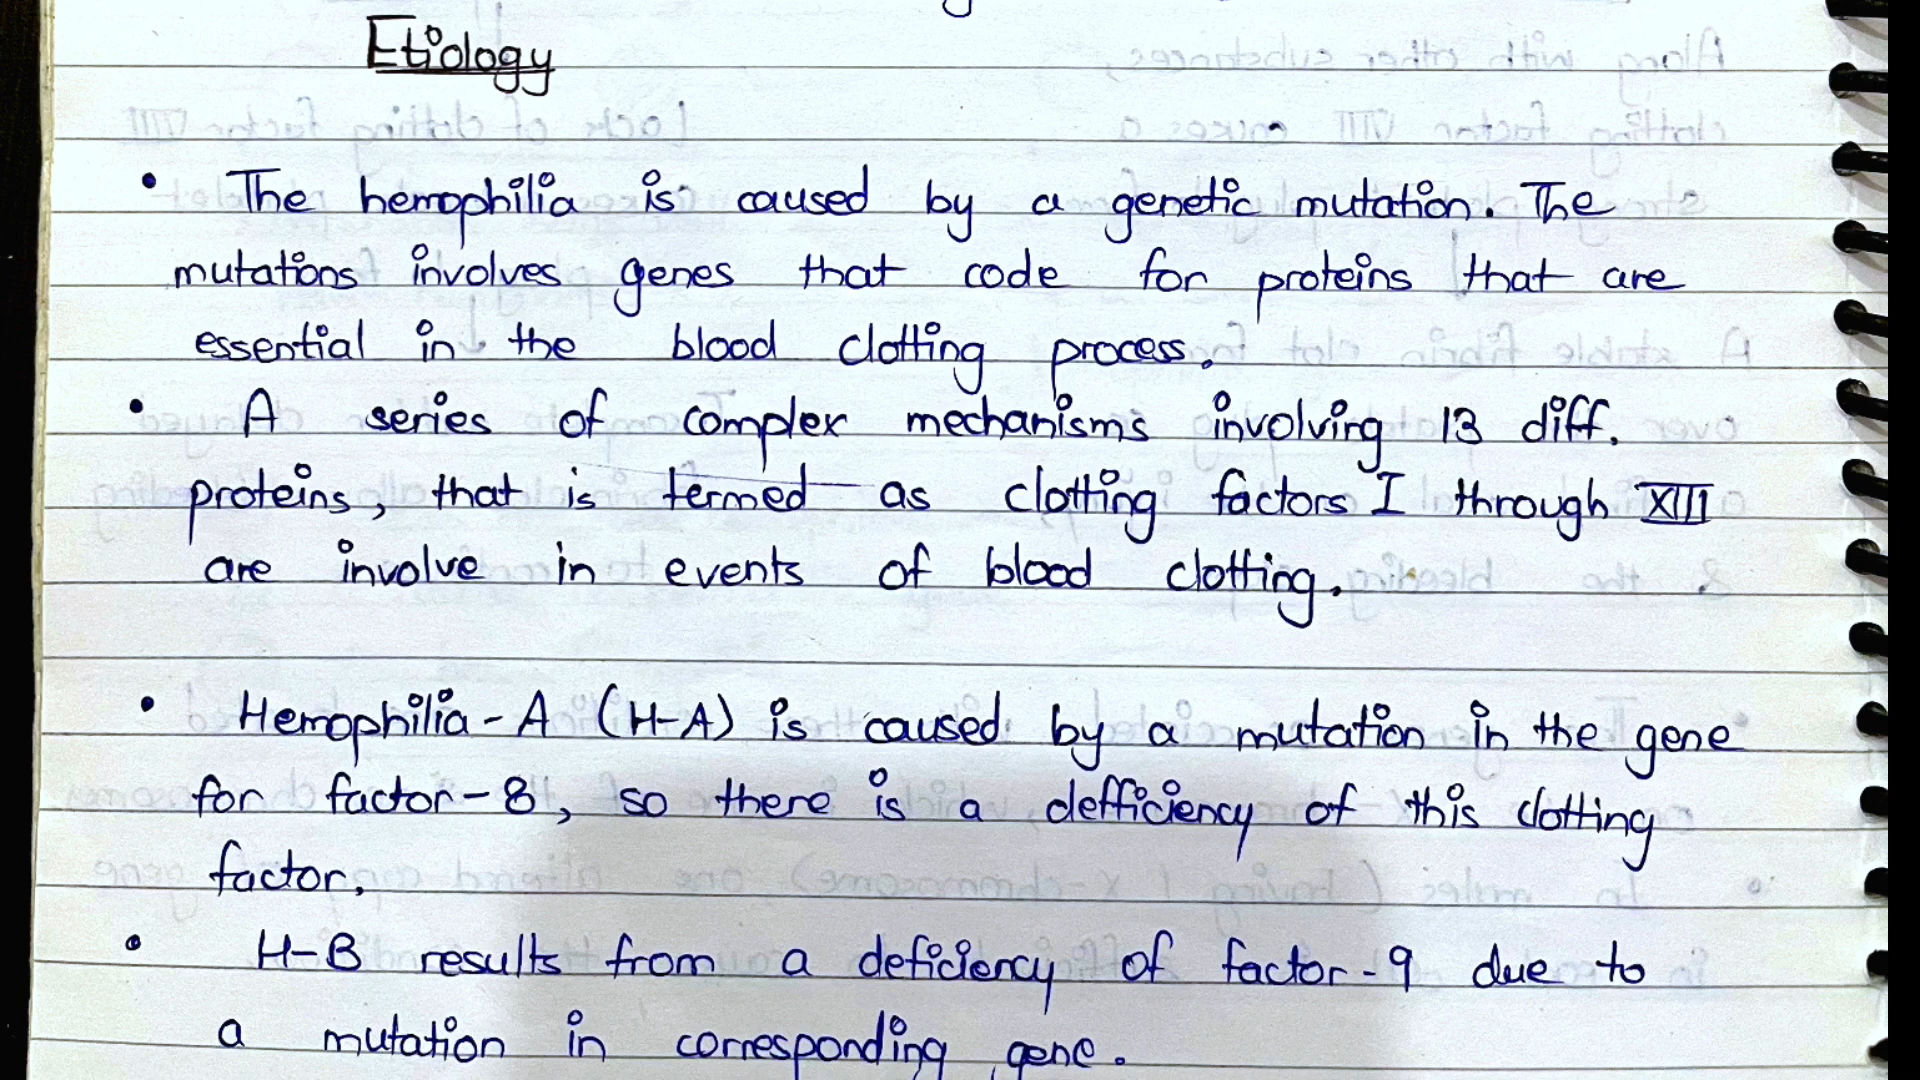 Etiology
• The hemophilia is caused by a genetic mutation. The
mutations involves genes that code for proteins that are
essential in the blood clotting process.
• A series of complex mechanisms involving 13 diff.
proteins, that is termed as clotting factors I through XIII
are involve in events of blood clotting.
• Hemophilia-A (H-A) is caused by a mutation in the gene
for factor-8, so there is a defficiency of this clotting
factor.
• H-B results from a deficiency of factor-9 due to
a mutation in corresponding gene.